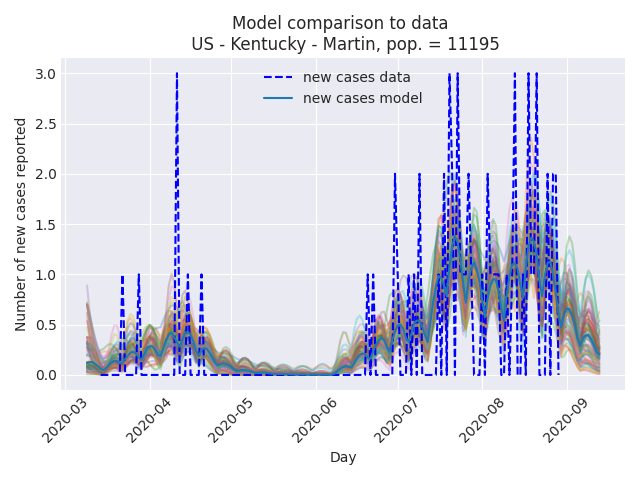 Model comparison to data
US - Kentucky - Martin, pop. = 11195
new cases data
new cases model
Number of new cases reported
3.0
2.5
2.0
1.5
1.0
0.5
0.0
2020-03
2020-04
2020-05
2020-06
2020-07
2020-08
2020-09
Day